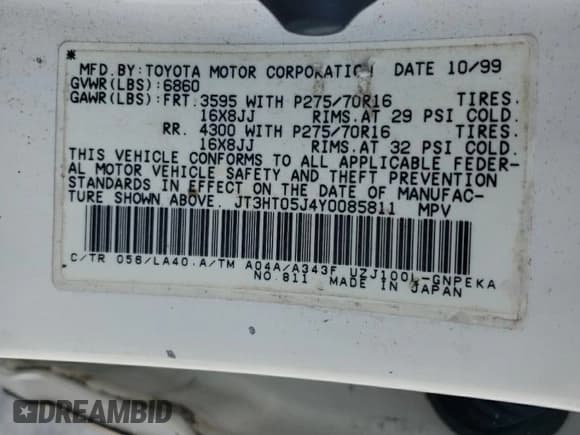 *
MFD.BY:TOYOTA MOTOR CORPORATION DATE 10/99
GVWR(LBS):6860
GAWR(LBS):FRT.3595 WITH P275/70R16 TIRES.
16X8JJ RIMS.AT 29 PSI COLD.
RR. 4300 WITH P275/70R16 TIRES.
16X8JJ RIMS.AT 32 PSI COLD.
THIS VEHICLE CONFORMS TO ALL APPLICABLE FEDER-
AL MOTOR VEHICLE SAFETY AND THEFT PREVENTION
STANDARDS IN EFFECT ON THE DATE OF MANUFAC-
TURE SHOWN ABOVE. JT3HT05J4Y0085811 MPV
C/TR 056/LA40.A/TM A04A/A343F UZJ100L-GNPEKA
NO.811 MADE IN JAPAN
DREAMBID